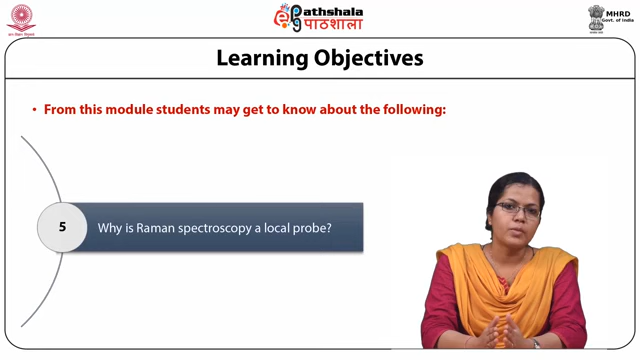 ePathshala
पाठशाला
MHRD
Govt. of India
Learning Objectives
• From this module students may get to know about the following:
5
Why is Raman spectroscopy a local probe?